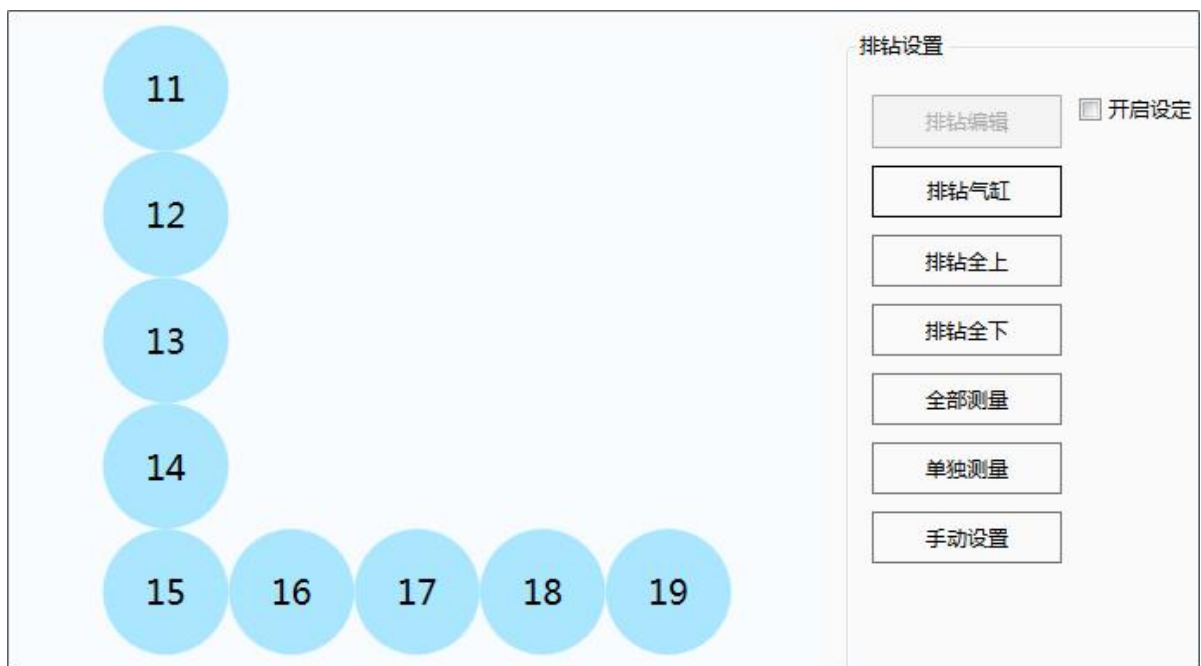 11
12
13
14
15 16 17 18 19
排钻设置
排钻编辑 开启设定
排钻气缸
排钻全上
排钻全下
全部测量
单独测量
手动设置